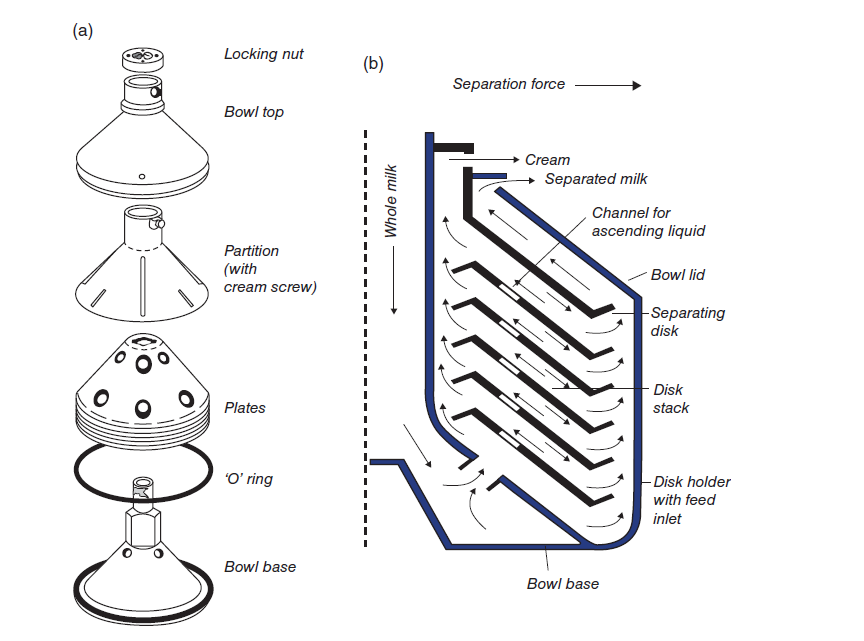 (a)
Locking nut
Bowl top
Partition
(with
cream screw)
Plates
‘O’ ring
Bowl base
(b)
Separation force
Whole milk
Cream
Separated milk
Channel for
ascending liquid
Bowl lid
Separating
disk
Disk
stack
Disk holder
with feed
inlet
Bowl base